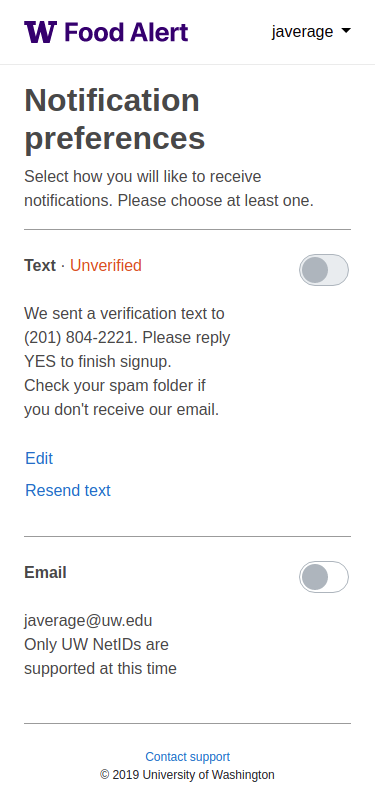 W Food Alert
javerage
Notification
preferences
Select how you will like to receive
notifications. Please choose at least one.
Text · Unverified
We sent a verification text to
(201) 804-2221. Please reply
YES to finish signup.
Check your spam folder if
you don't receive our email.
Edit
Resend text
Email
javerage@uw.edu
Only UW NetIDs are
supported at this time
Contact support
© 2019 University of Washington